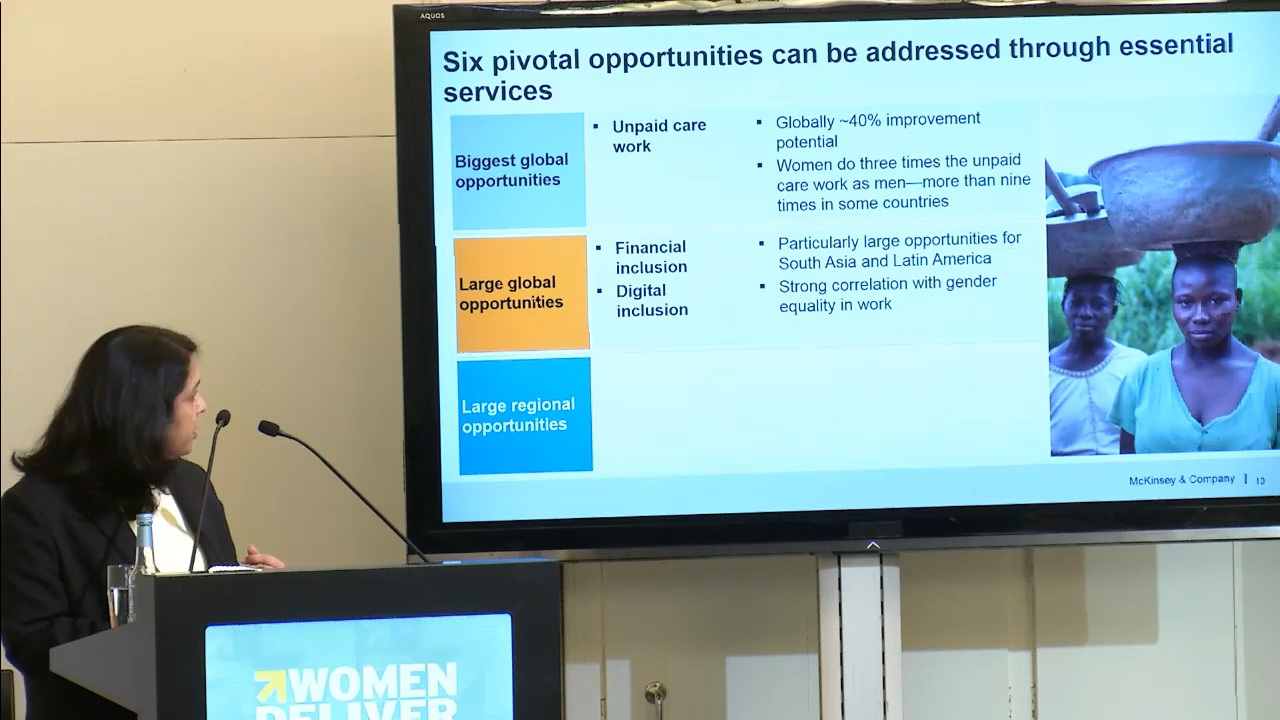 AQUOS
Six pivotal opportunities can be addressed through essential
services
Biggest global
opportunities
▪ Unpaid care
work
▪ Globally ~40% improvement
potential
▪ Women do three times the unpaid
care work as men—more than nine
times in some countries
Large global
opportunities
▪ Financial
inclusion
▪ Digital
inclusion
▪ Particularly large opportunities for
South Asia and Latin America
▪ Strong correlation with gender
equality in work
Large regional
opportunities
McKinsey & Company | 10
WOMEN
DELIVER